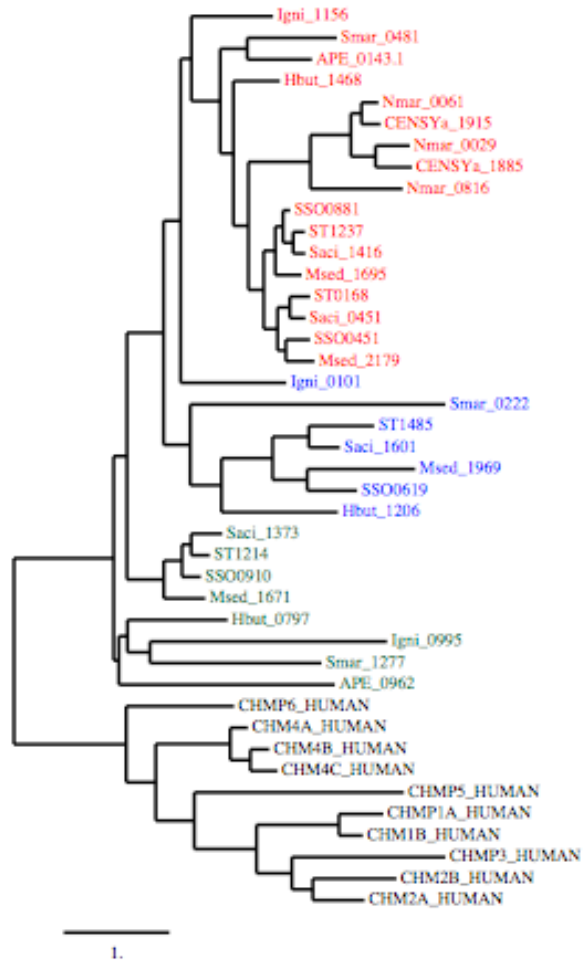 Igni_1156
Smar_0481
APE_0143.1
Hbut_1468
Nmar_0061
CENSYa_1915
Nmar_0029
CENSYa_1885
Nmar_0816
SSO0881
ST1237
Saci_1416
Msed_1695
ST0168
Saci_0451
SSO0451
Msed_2179
Igni_0101
Smar_0222
ST1485
Saci_1601
Msed_1969
SSO0619
Hbut_1206
Saci_1373
ST1214
SSO0910
Msed_1671
Hbut_0797
Igni_0995
Smar_1277
APE_0962
CHMP6_HUMAN
CHM4A_HUMAN
CHM4B_HUMAN
CHM4C_HUMAN
CHMP5_HUMAN
CHMP1A_HUMAN
CHM1B_HUMAN
CHMP3_HUMAN
CHM2B_HUMAN
CHM2A_HUMAN
1.